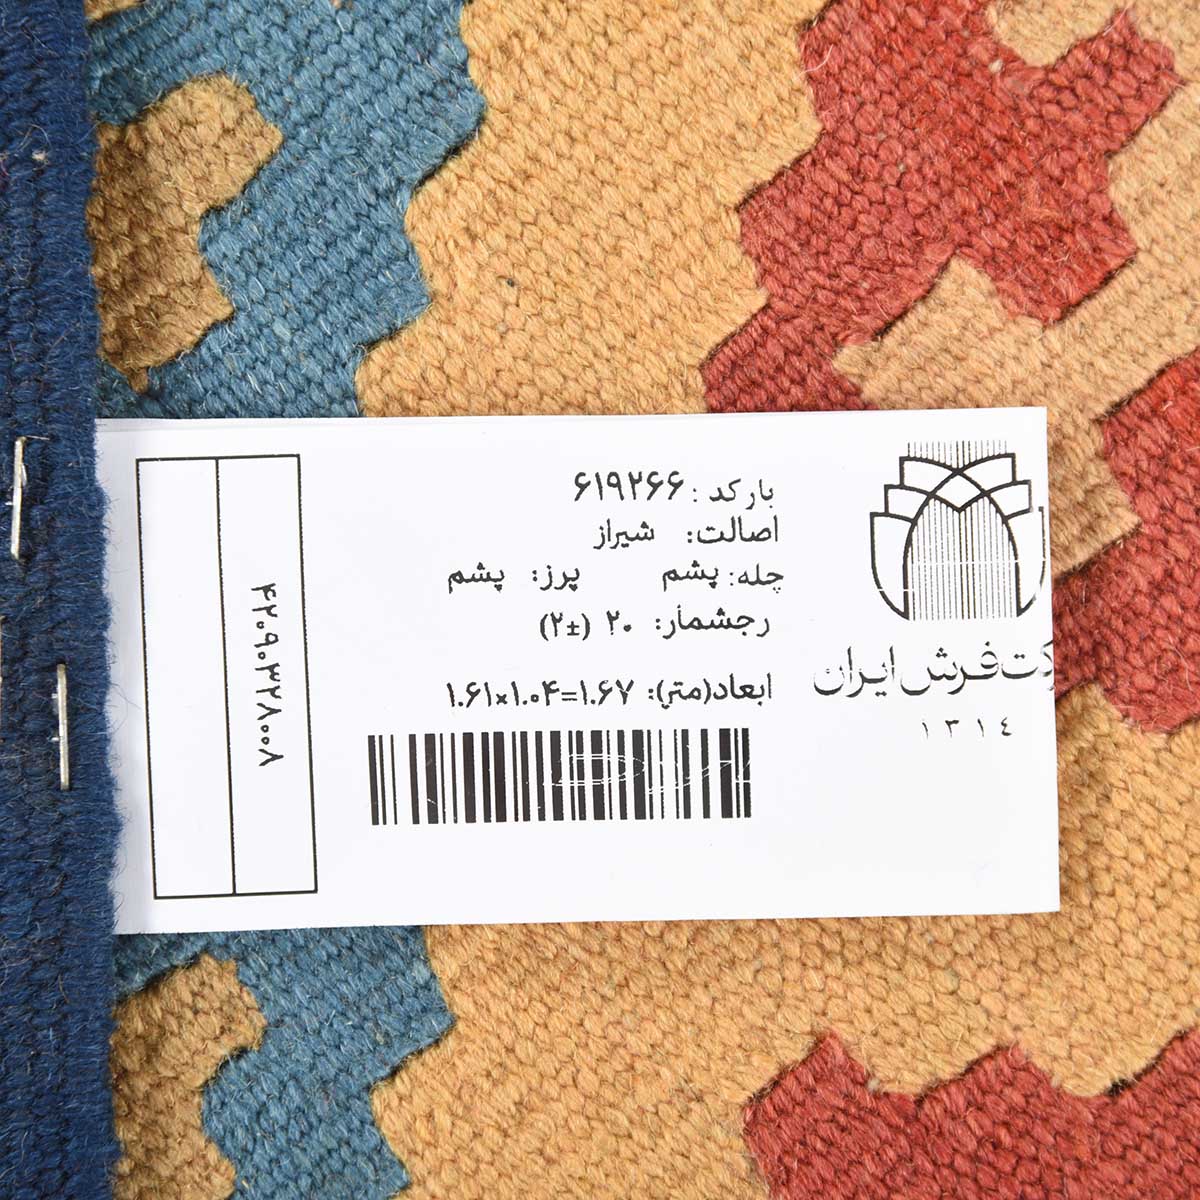 بارکد : ۶۱۹۲۶۶
اصالت: شیراز
چله: پشم پرز: پشم
رجشمار: ۲۰ (±۲)
ابعاد(متر): ۱.۶۱×۱.۰۴=۱.۶۷
فرش ایران
۱۳۱۴
۴۲۰۹۰۳۲۸۰۰۸